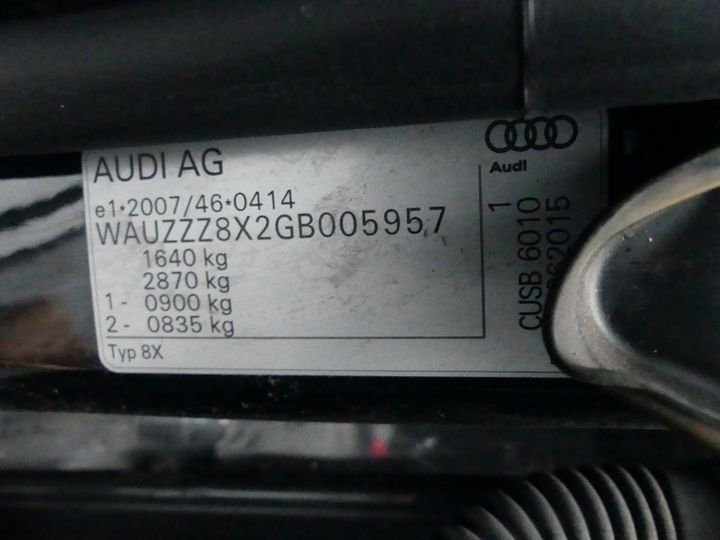 AUDI AG
e1*2007/46*0414
WAUZZZ8X2GB005957
1640 kg
2870 kg
1- 0900 kg
2- 0835 kg
Typ 8X
Audi
1
CUSB 6010